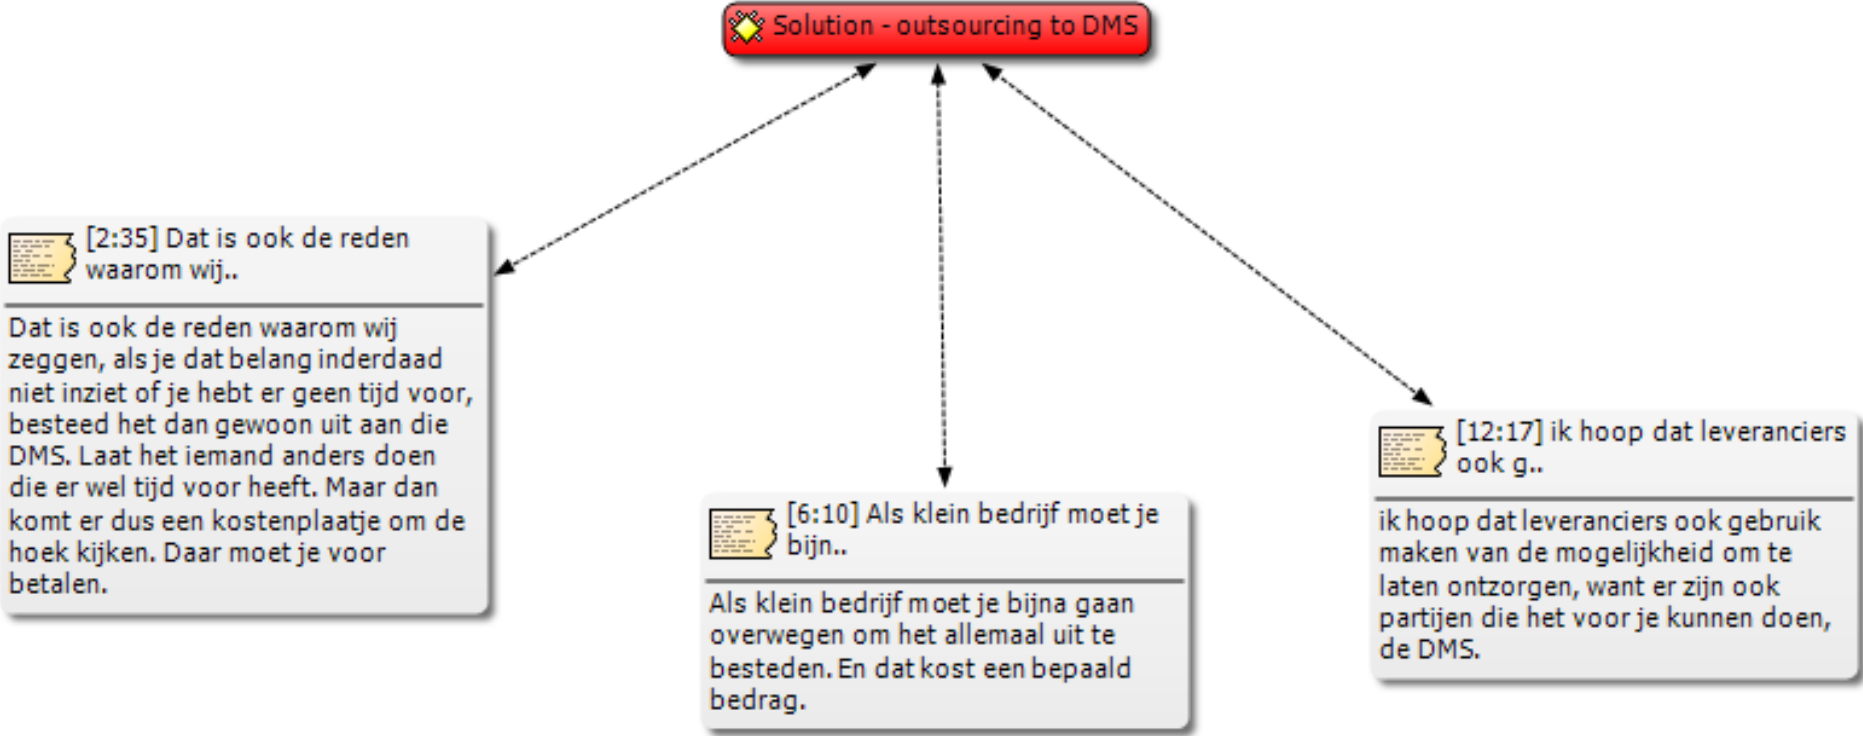 Solution - outsourcing to DMS
[2:35] Dat is ook de reden
waarom wij..
Dat is ook de reden waarom wij
zeggen, als je dat belang inderdaad
niet inziet of je hebt er geen tijd voor,
besteed het dan gewoon uit aan die
DMS. Laat het iemand anders doen
die er wel tijd voor heeft. Maar dan
komt er dus een kostenplaatje om de
hoek kijken. Daar moet je voor
betalen.
[6:10] Als klein bedrijf moet je
bijn..
Als klein bedrijf moet je bijna gaan
overwegen om het allemaal uit te
besteden. En dat kost een bepaald
bedrag.
[12:17] ik hoop dat leveranciers
ook g..
ik hoop dat leveranciers ook gebruik
maken van de mogelijkheid om te
laten ontzorgen, want er zijn ook
partijen die het voor je kunnen doen,
de DMS.